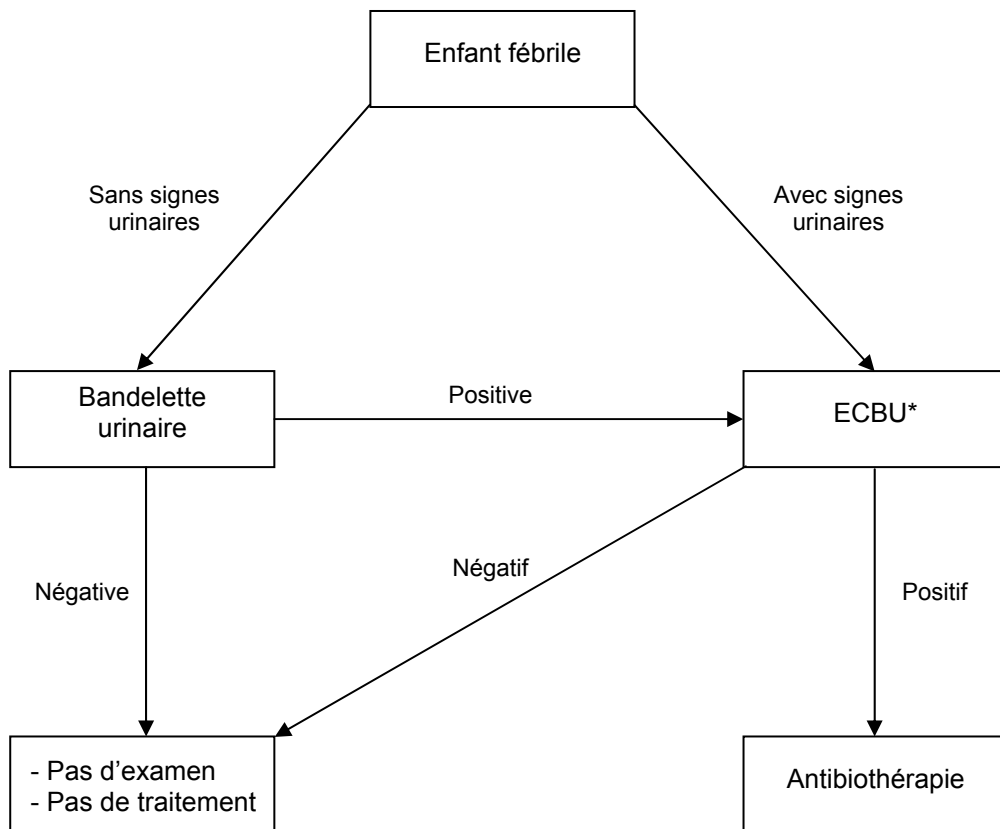 Enfant fébrile
Sans signes
urinaires
Avec signes
urinaires
Bandelette
urinaire
Positive
ECBU*
Négative
Négatif
Positif
- Pas d’examen
- Pas de traitement
Antibiothérapie